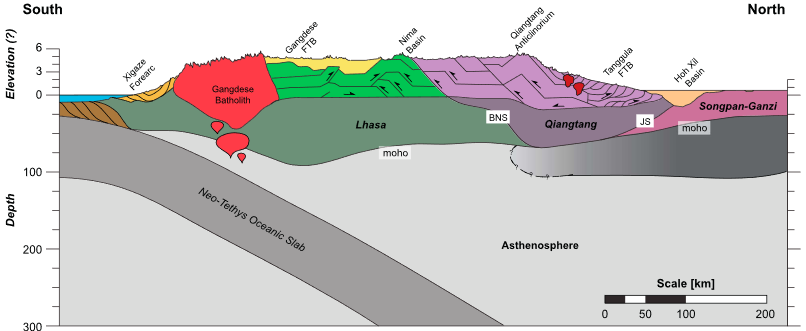 South
North
Elevation (?)
6
3
0
100
200
300
Depth
Xigaze
Forearc
Gangdese
FTB
Nima
Basin
Qiangtang
Anticlinorium
Tanggula
FTB
Hoh Xil
Basin
Gangdese
Batholith
Lhasa
BNS
Qiangtang
JS
Songpan-Ganzi
moho
moho
Neo-Tethys Oceanic Slab
Asthenosphere
Scale [km]
0
50
100
200